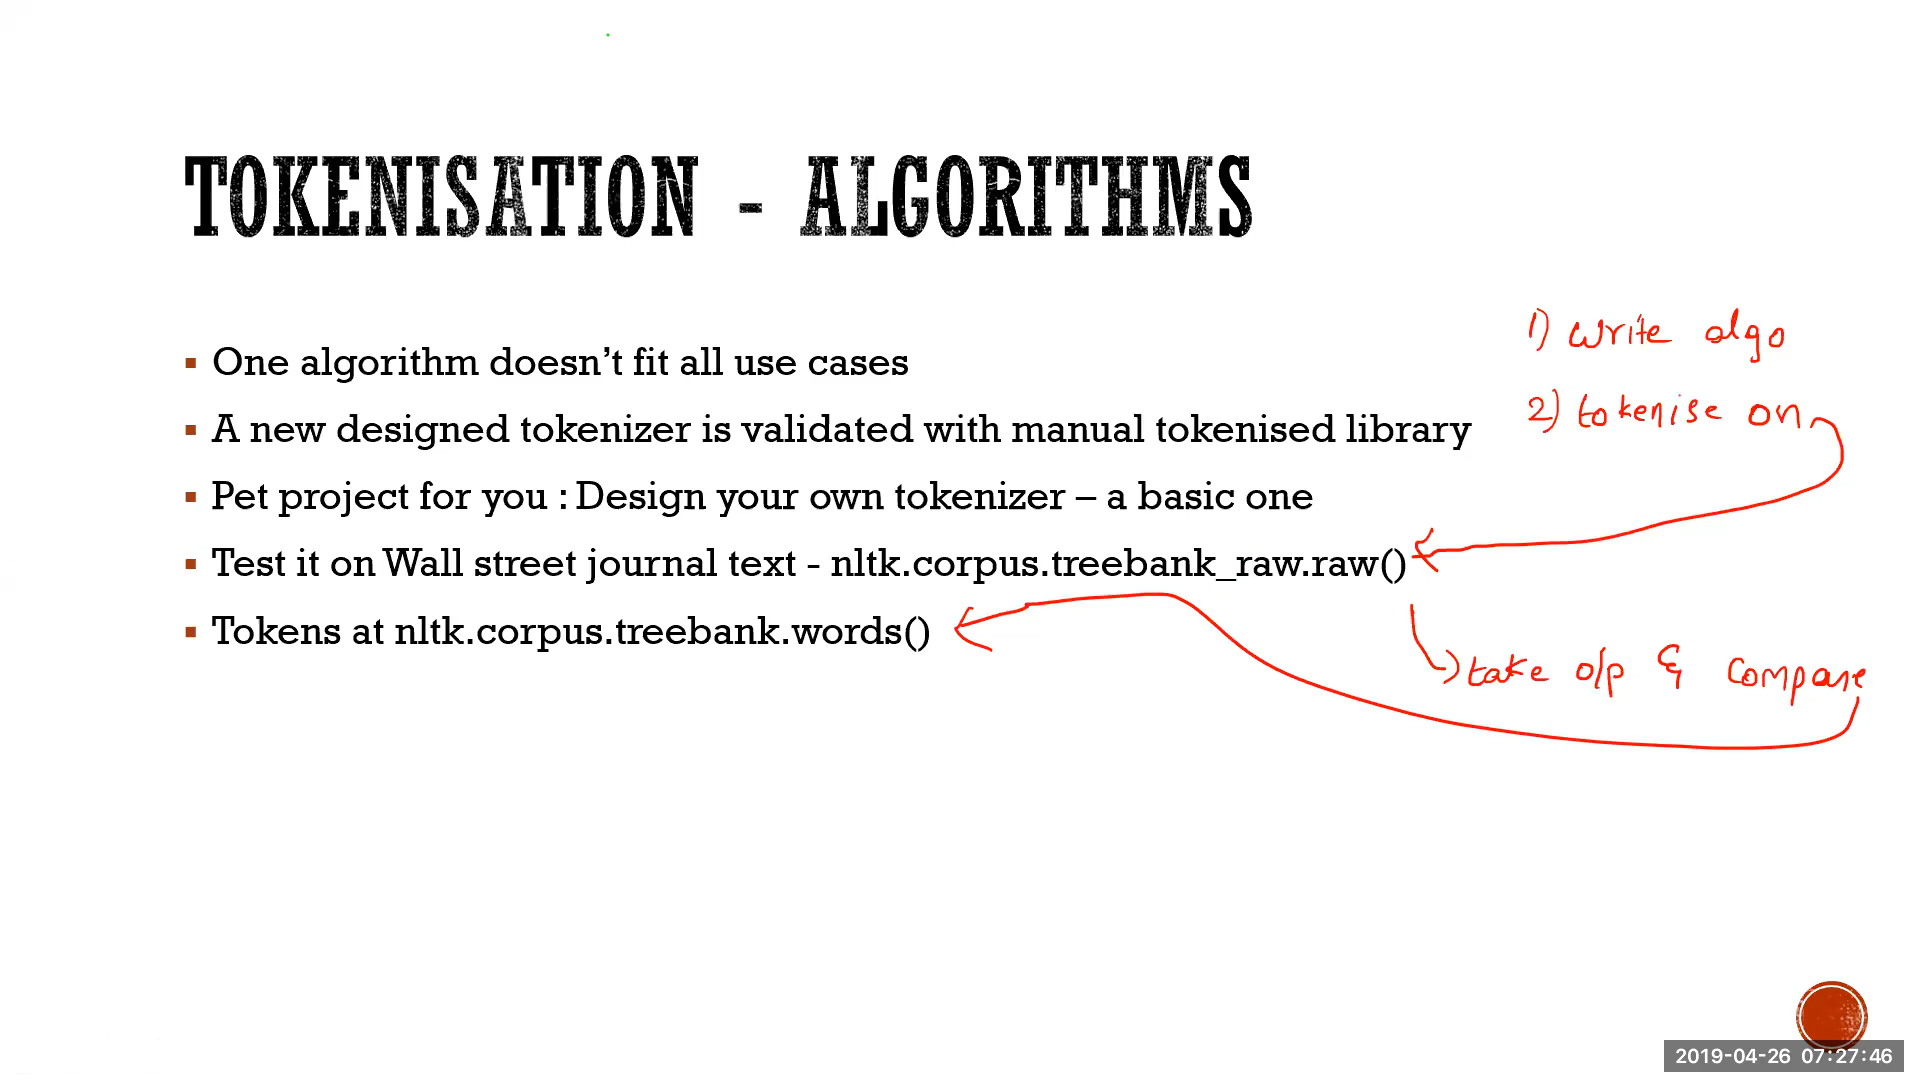 TOKENISATION - ALGORITHMS
1) write algo
▪ One algorithm doesn’t fit all use cases
2) tokenise on
▪ A new designed tokenizer is validated with manual tokenised library
▪ Pet project for you : Design your own tokenizer – a basic one
▪ Test it on Wall street journal text - nltk.corpus.treebank_raw.raw()
▪ Tokens at nltk.corpus.treebank.words()
take o/p & compare
2019-04-26 07:27:46